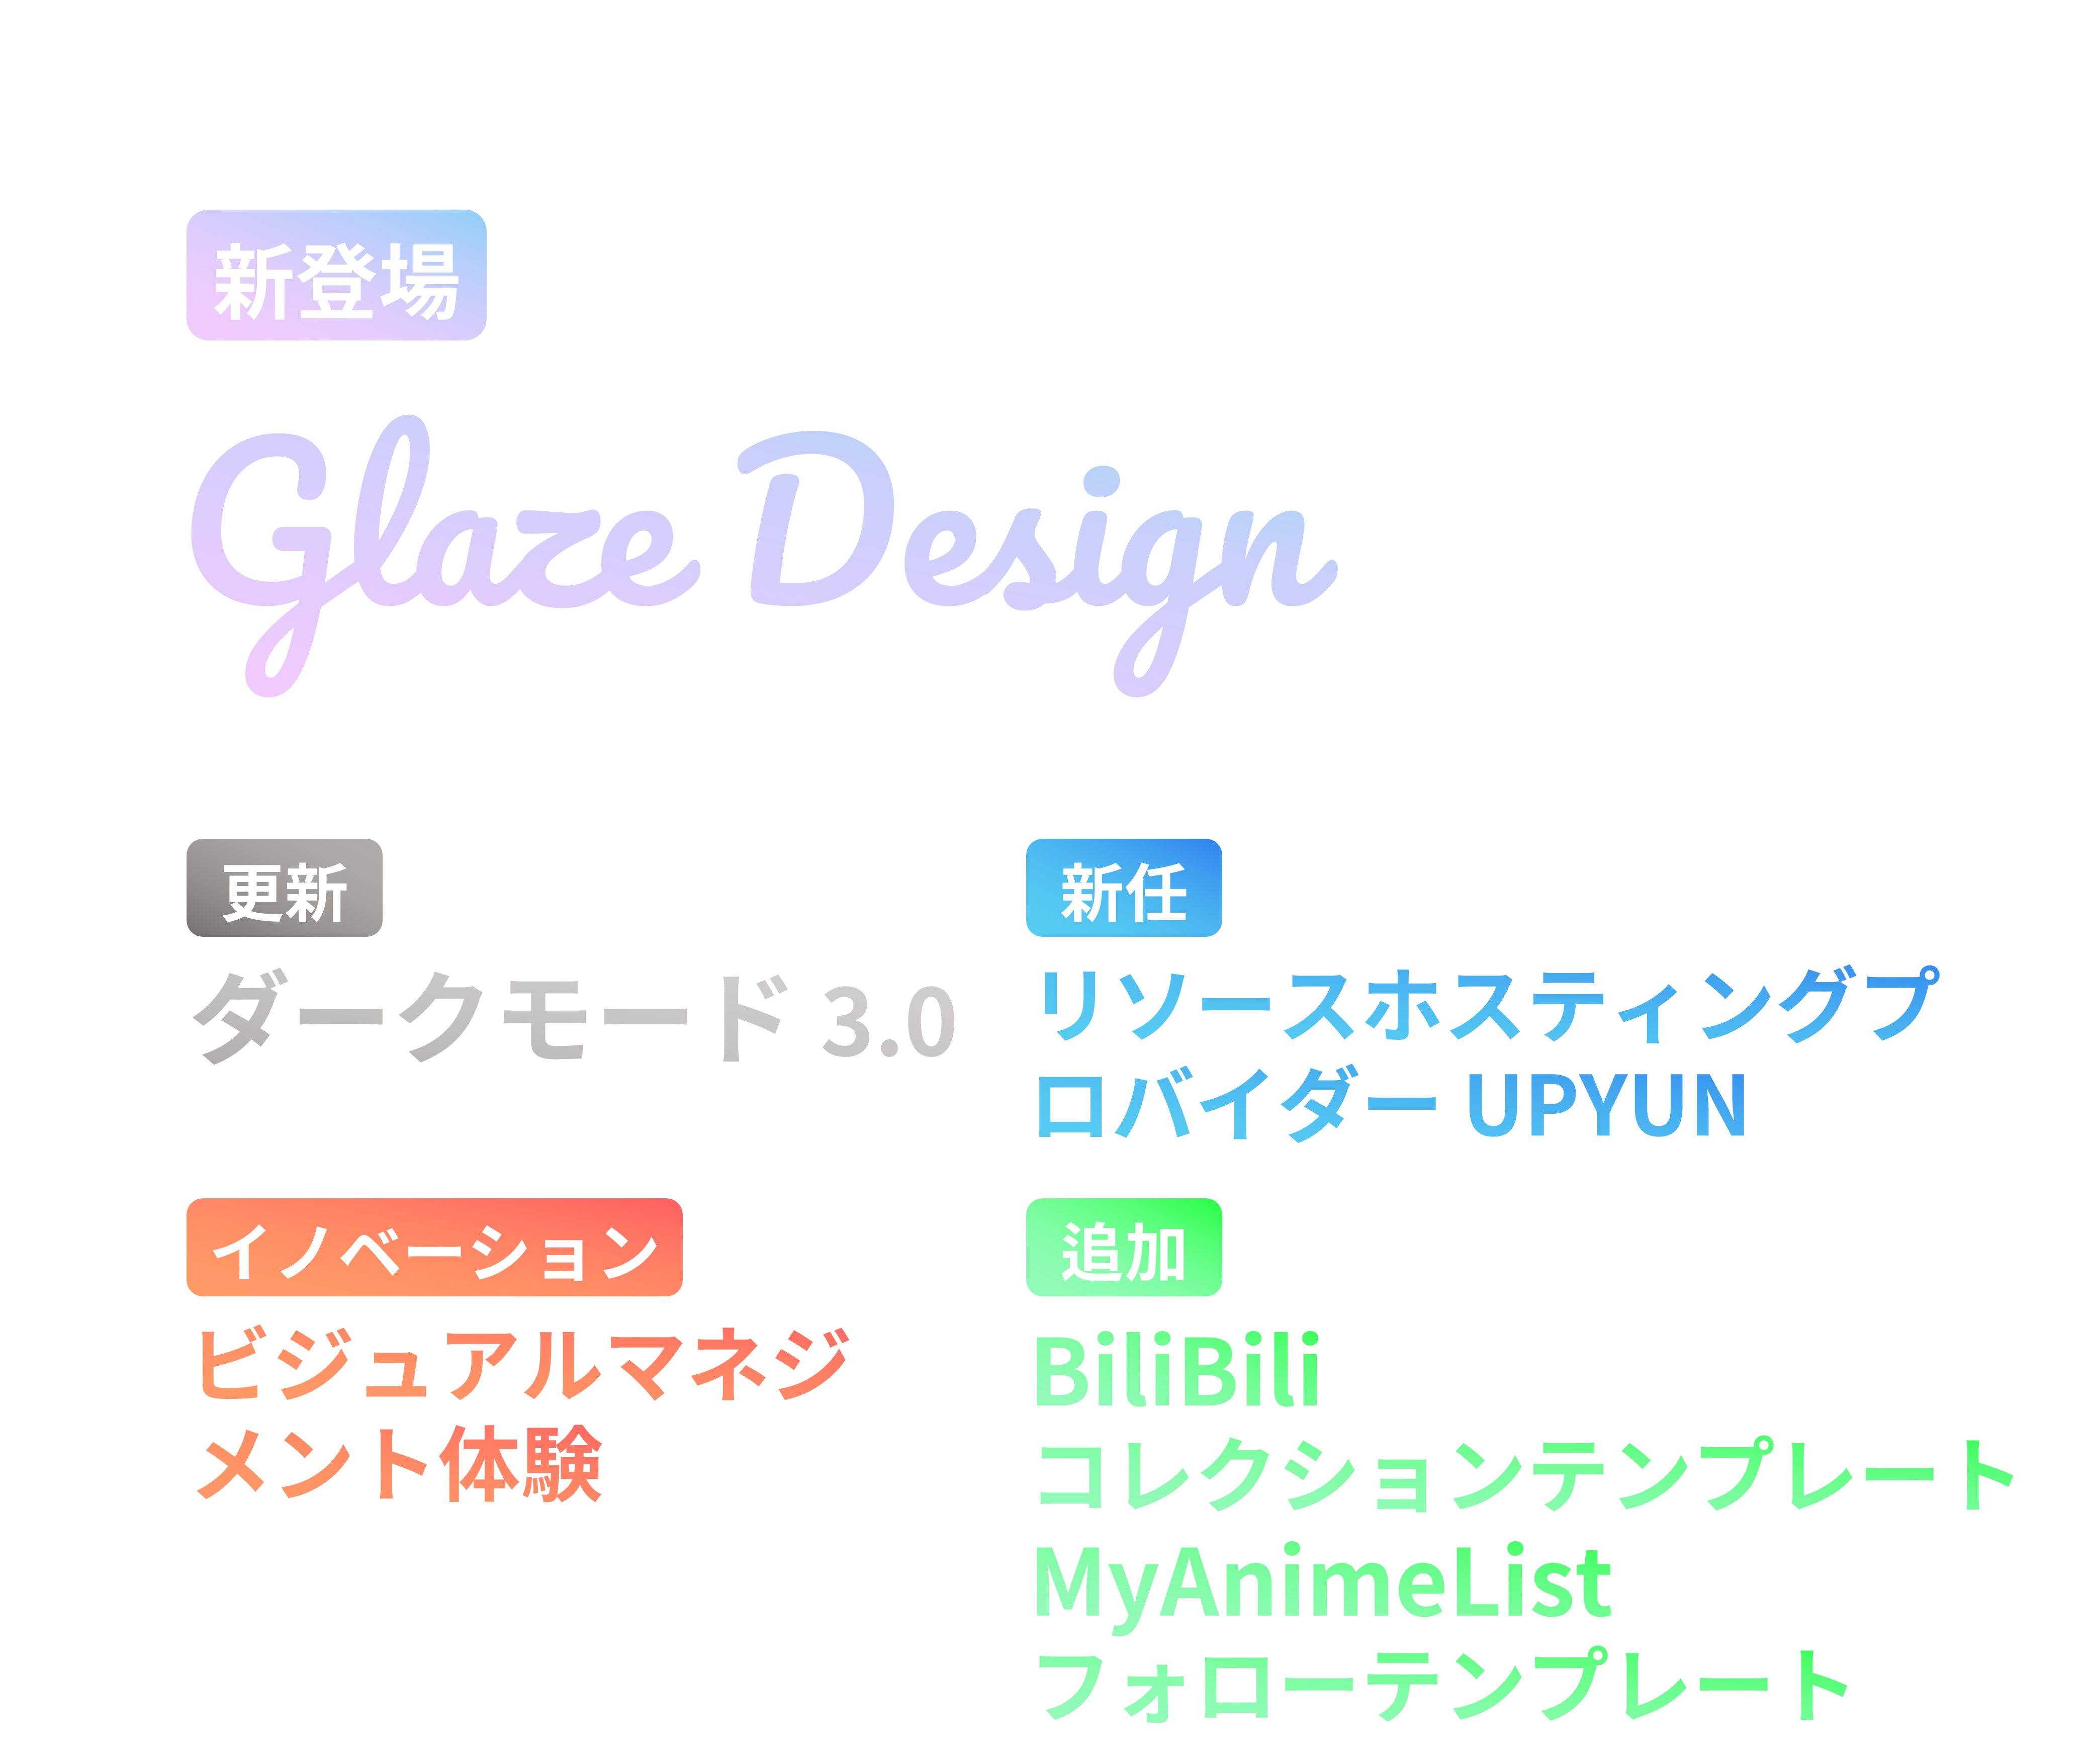 新登場
Glaze Design
更新
ダークモード 3.0
新任
リソースホスティングプ
ロバイダー UPYUN
イノベーション
ビジュアルマネジ
メント体験
追加
BiliBili
コレクションテンプレート
MyAnimeList
フォローテンプレート